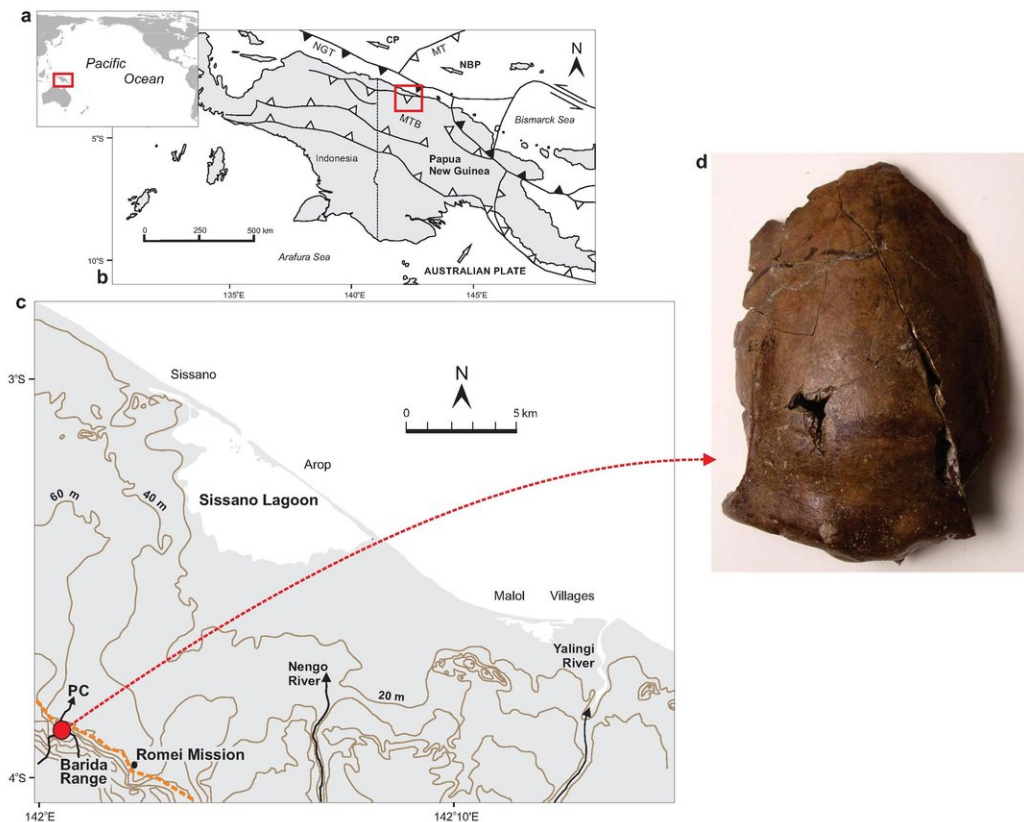 a
Pacific
Ocean
NGT
CP
MT
NBP
N
MTB
Bismarck Sea
5°S
Indonesia
Papua
New Guinea
0 250 500 km
Arafura Sea
10°S
AUSTRALIAN PLATE
b
135°E 140°E 145°E
c
d
3°S
Sissano
N
0 5 km
Arop
60 m
40 m
Sissano Lagoon
Malol Villages
Yalingi
River
Nengo
River
20 m
PC
Romei Mission
Barida
Range
4°S
142°E 142°10'E